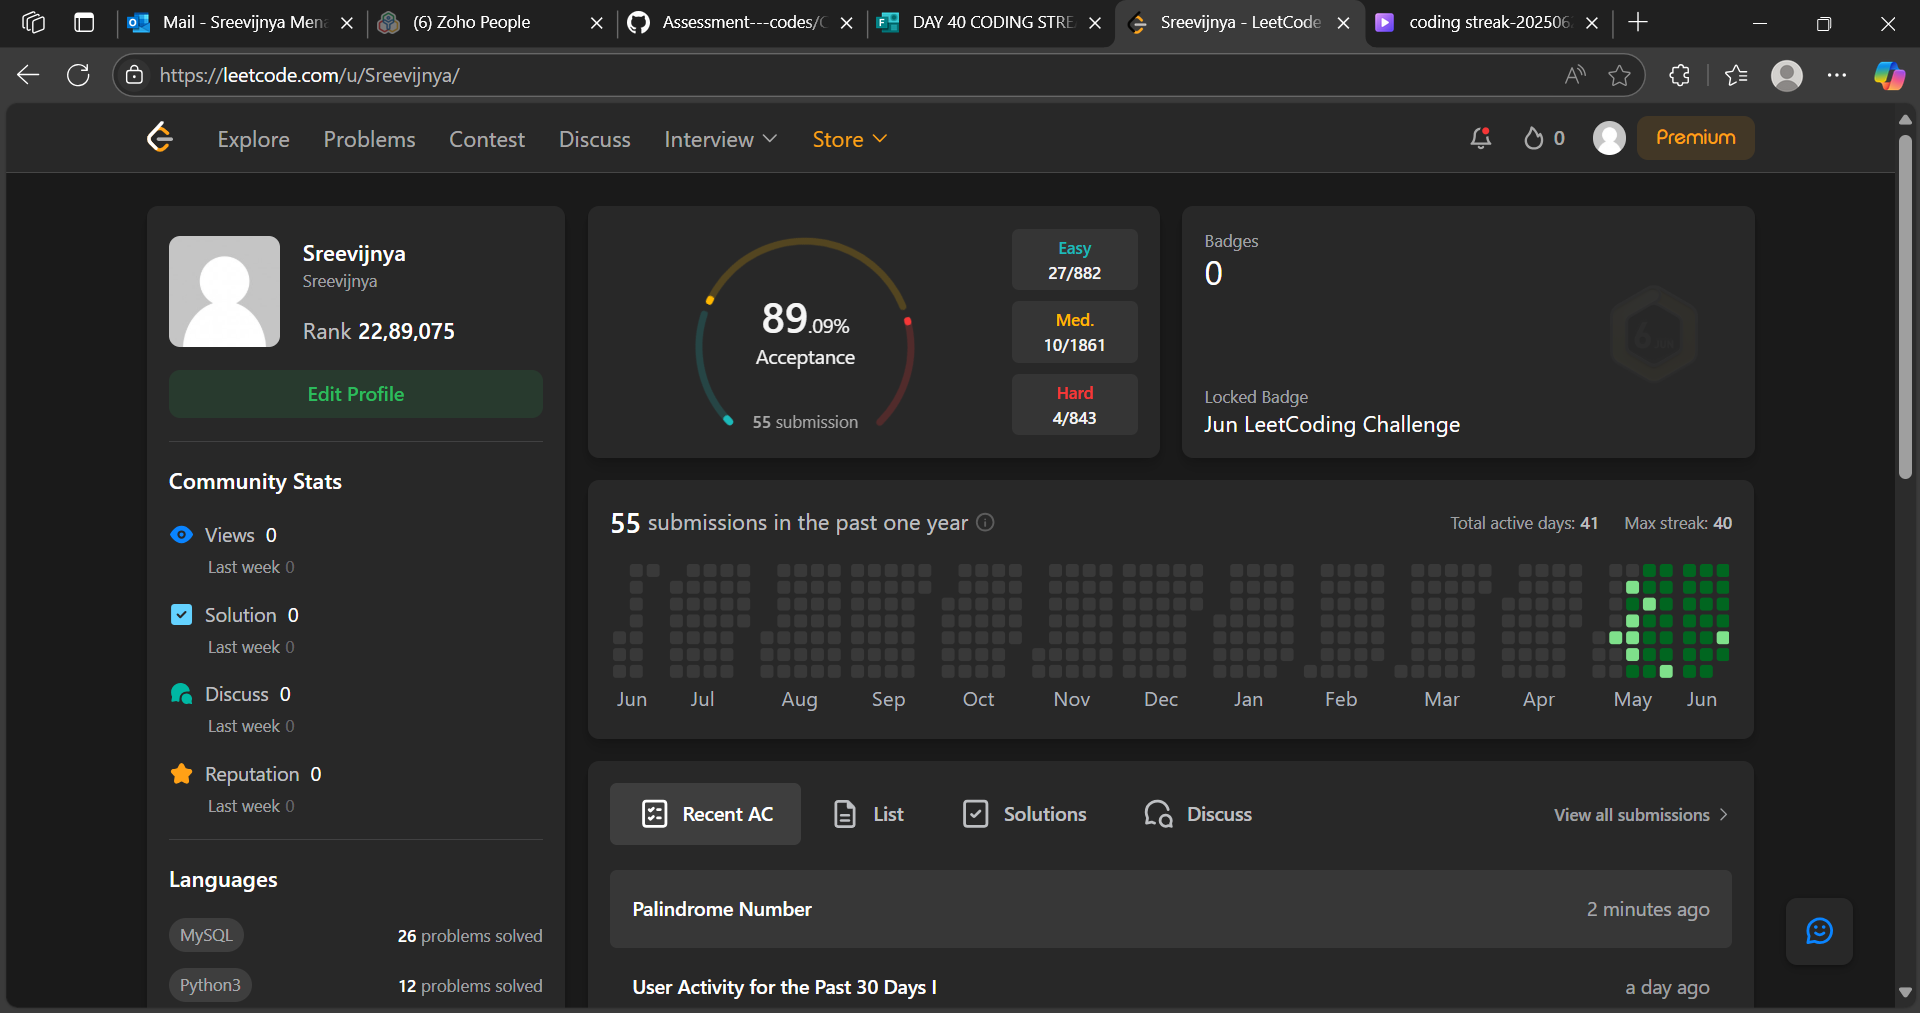 Mail - Sreevijnya Mena
(6) Zoho People
Assessment---codes/C
DAY 40 CODING STRE
Sreevijnya - LeetCode
coding streak-202506
https://leetcode.com/u/Sreevijnya/
Explore
Problems
Contest
Discuss
Interview
Store
0
Premium
Sreevijnya
Sreevijnya
Rank 22,89,075
Edit Profile
Community Stats
Views 0
Last week 0
Solution 0
Last week 0
Discuss 0
Last week 0
Reputation 0
Last week 0
Languages
MySQL
26 problems solved
Python3
12 problems solved
89.09%
Acceptance
55 submission
Easy
27/882
Med.
10/1861
Hard
4/843
Badges
0
Locked Badge
Jun LeetCoding Challenge
55 submissions in the past one year
Total active days: 41
Max streak: 40
Jun
Jul
Aug
Sep
Oct
Nov
Dec
Jan
Feb
Mar
Apr
May
Jun
Recent AC
List
Solutions
Discuss
View all submissions
Palindrome Number
2 minutes ago
User Activity for the Past 30 Days I
a day ago